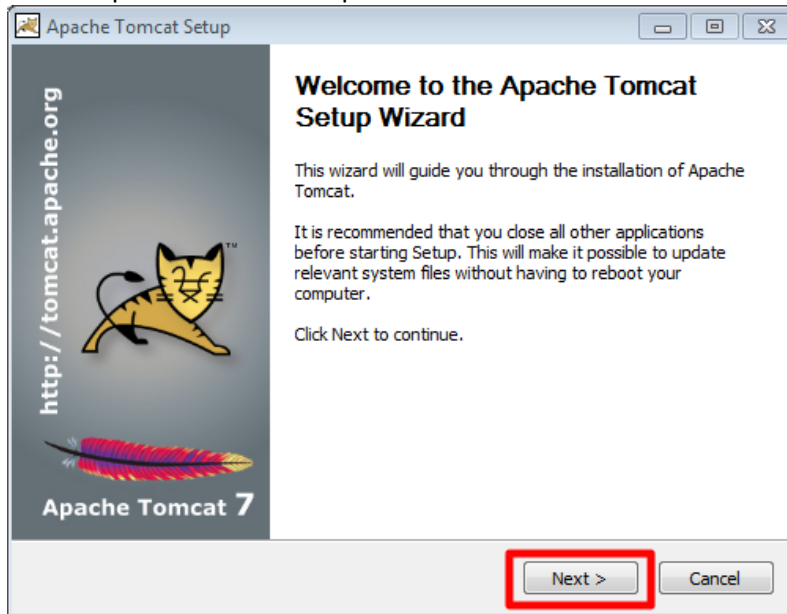 Apache Tomcat Setup
http://tomcat.apache.org
TM
Apache Tomcat 7
Welcome to the Apache Tomcat
Setup Wizard
This wizard will guide you through the installation of Apache
Tomcat.
It is recommended that you close all other applications
before starting Setup. This will make it possible to update
relevant system files without having to reboot your
computer.
Click Next to continue.
Next >
Cancel